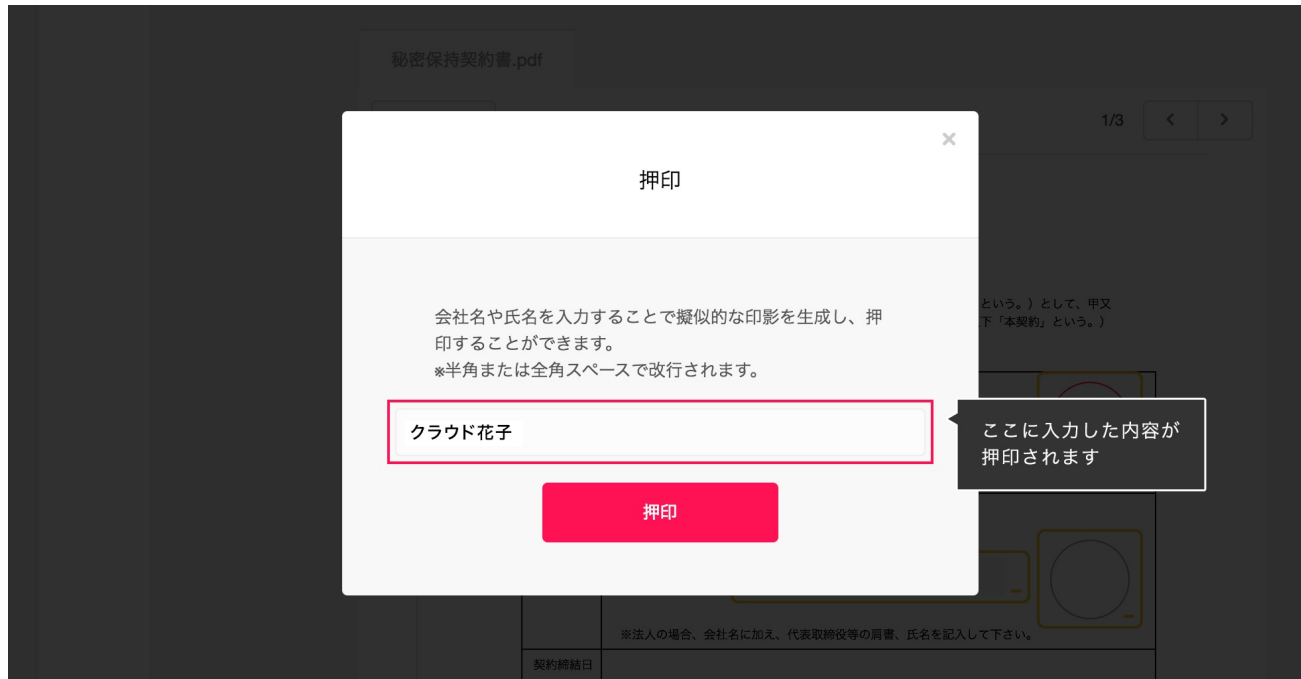 秘密保持契約書.pdf
1/3
押印
という。）として、甲又
下「本契約」という。）
会社名や氏名を入力することで擬似的な印影を生成し、押
印することができます。
※半角または全角スペースで改行されます。
クラウド花子
ここに入力した内容が
押印されます
押印
※法人の場合、会社名に加え、代表取締役等の肩書、氏名を記入して下さい。
契約締結日